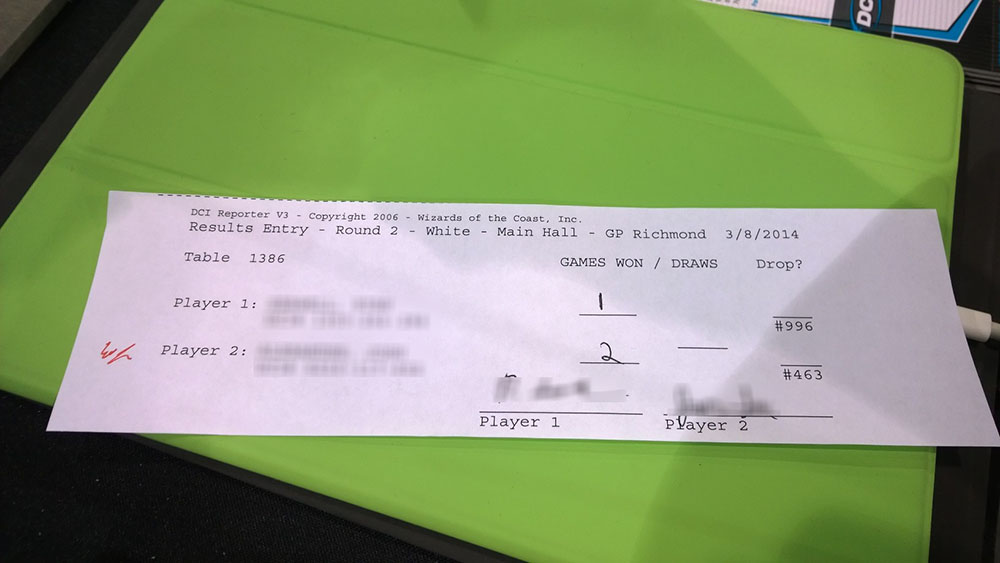 DC
DCI Reporter V3 - Copyright 2006 - Wizards of the Coast, Inc.
Results Entry - Round 2 - White - Main Hall - GP Richmond 3/8/2014
Table 1386 GAMES WON / DRAWS Drop?
Player 1: 1
#996
Player 2: 2
#463
Player 1 Player 2